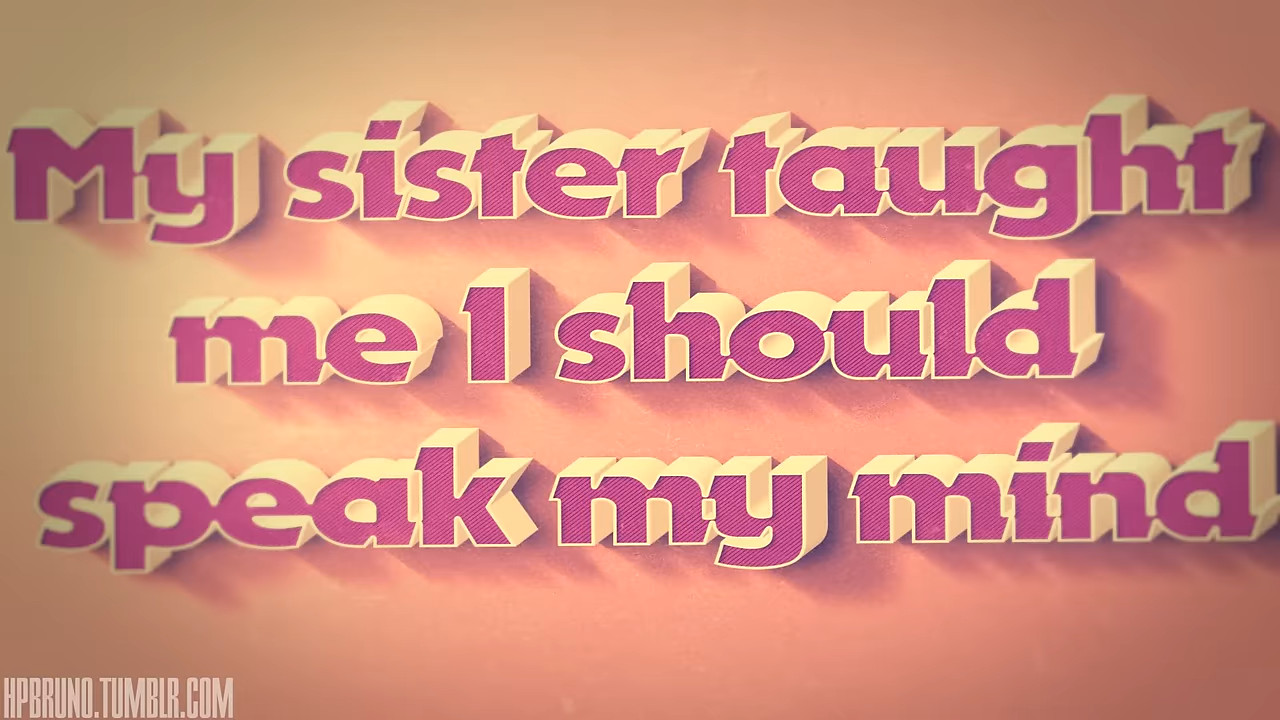 My sister taught
me I should
speak my mind
HPBRUNO.TUMBLR.COM